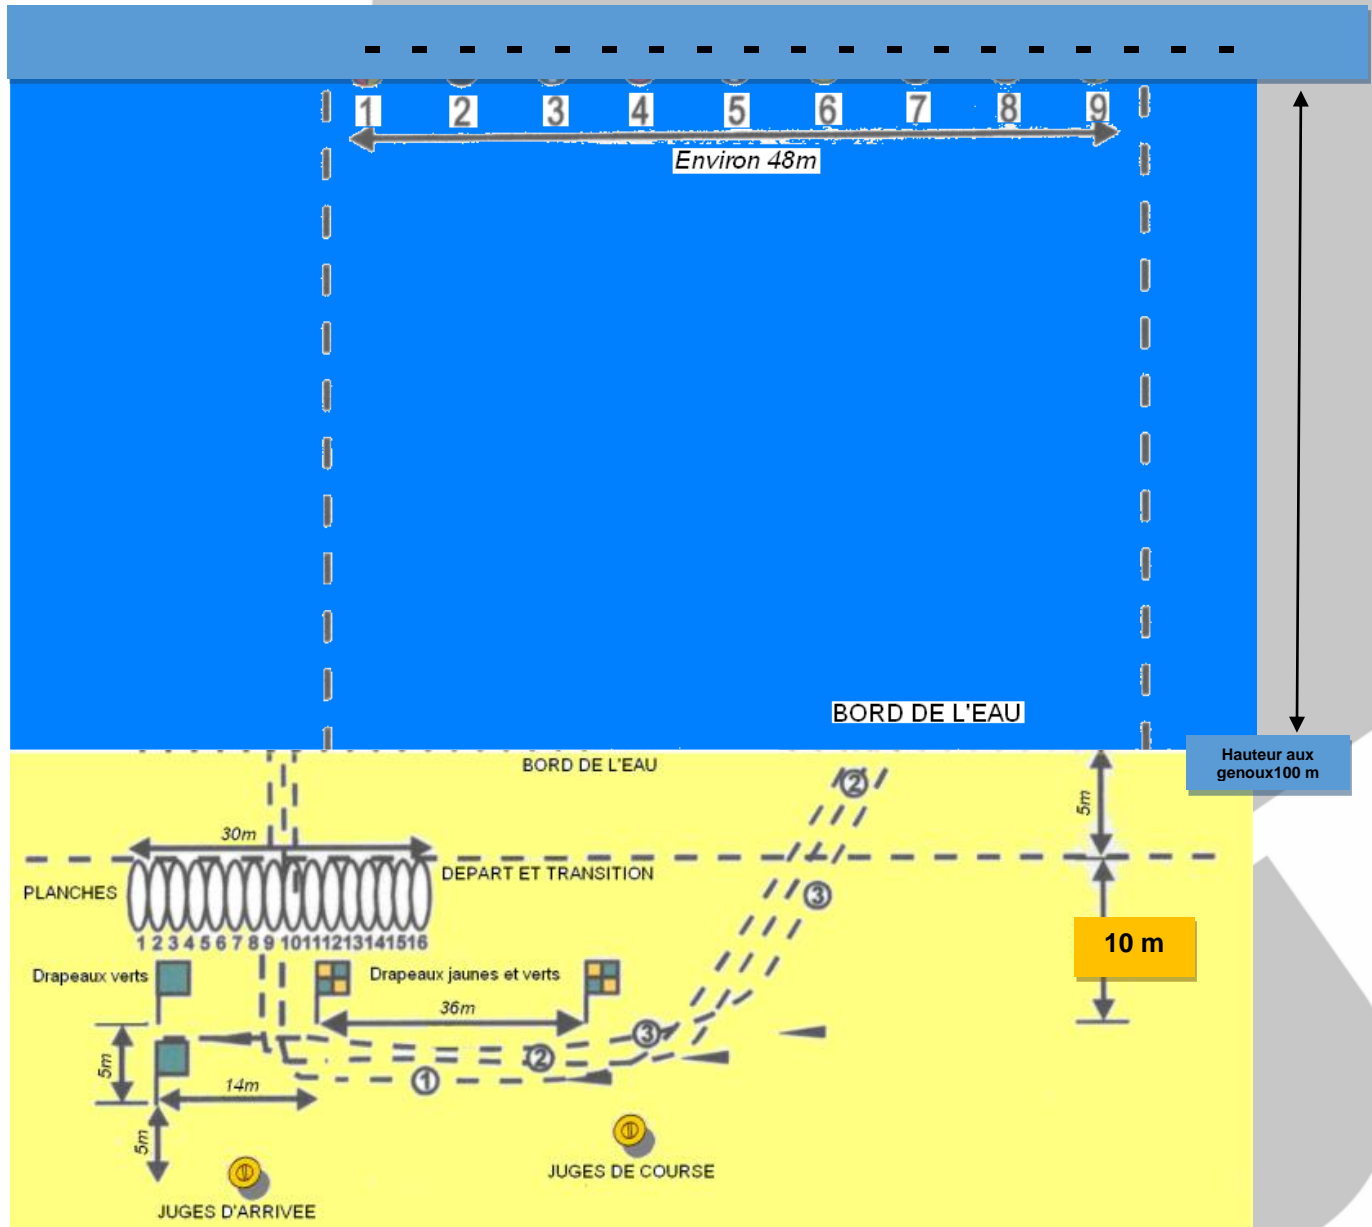 1 2 3 4 5 6 7 8 9
Environ 48m
BORD DE L'EAU
BORD DE L'EAU
Hauteur aux
genoux100 m
2
5m
30m
DEPART ET TRANSITION
PLANCHES
3
1 2 3 4 5 6 7 8 9 10 11 12 13 14 15 16
10 m
Drapeaux verts
Drapeaux jaunes et verts
36m
3
2
5m
14m
1
5m
JUGES DE COURSE
JUGES D'ARRIVEE